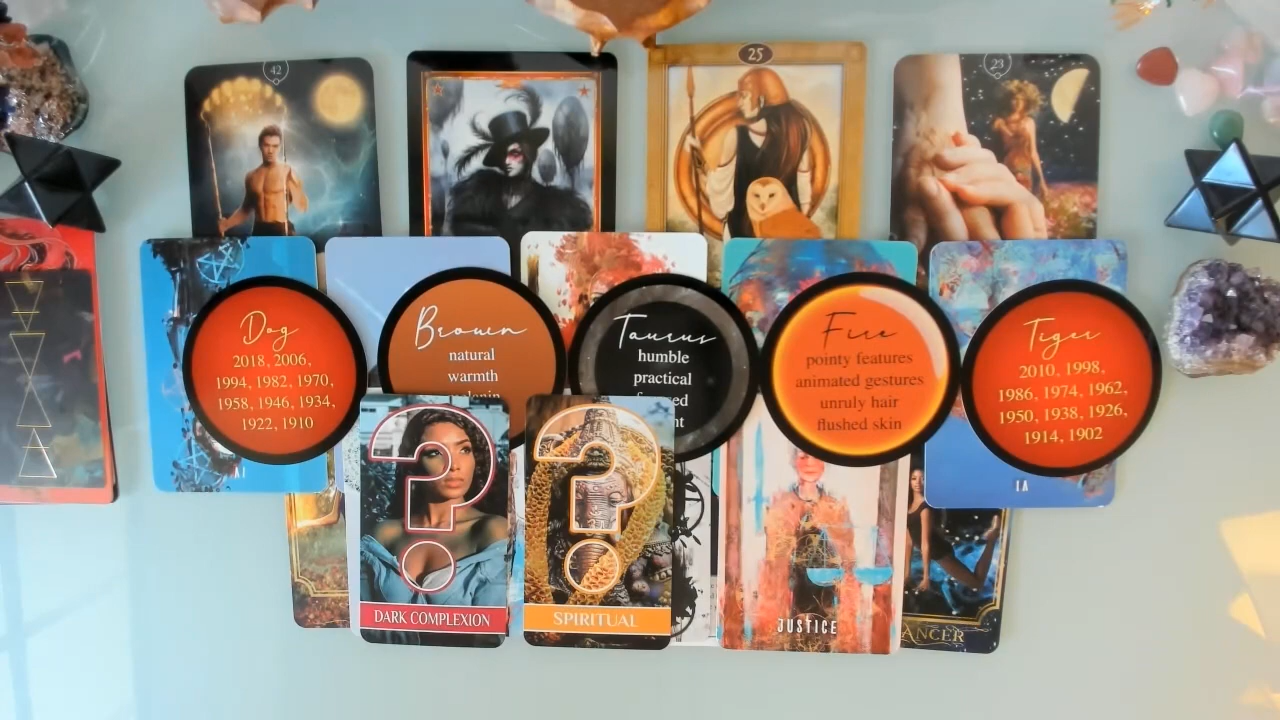 42
25
23
Dog
2018, 2006,
1994, 1982, 1970,
1958, 1946, 1934,
1922, 1910
Brown
natural
warmth
Taurus
humble
practical
Fire
pointy features
animated gestures
unruly hair
flushed skin
Tiger
2010, 1998,
1986, 1974, 1962,
1950, 1938, 1926,
1914, 1902
?
DARK COMPLEXION
?
SPIRITUAL
JUSTICE
IA
ANCER